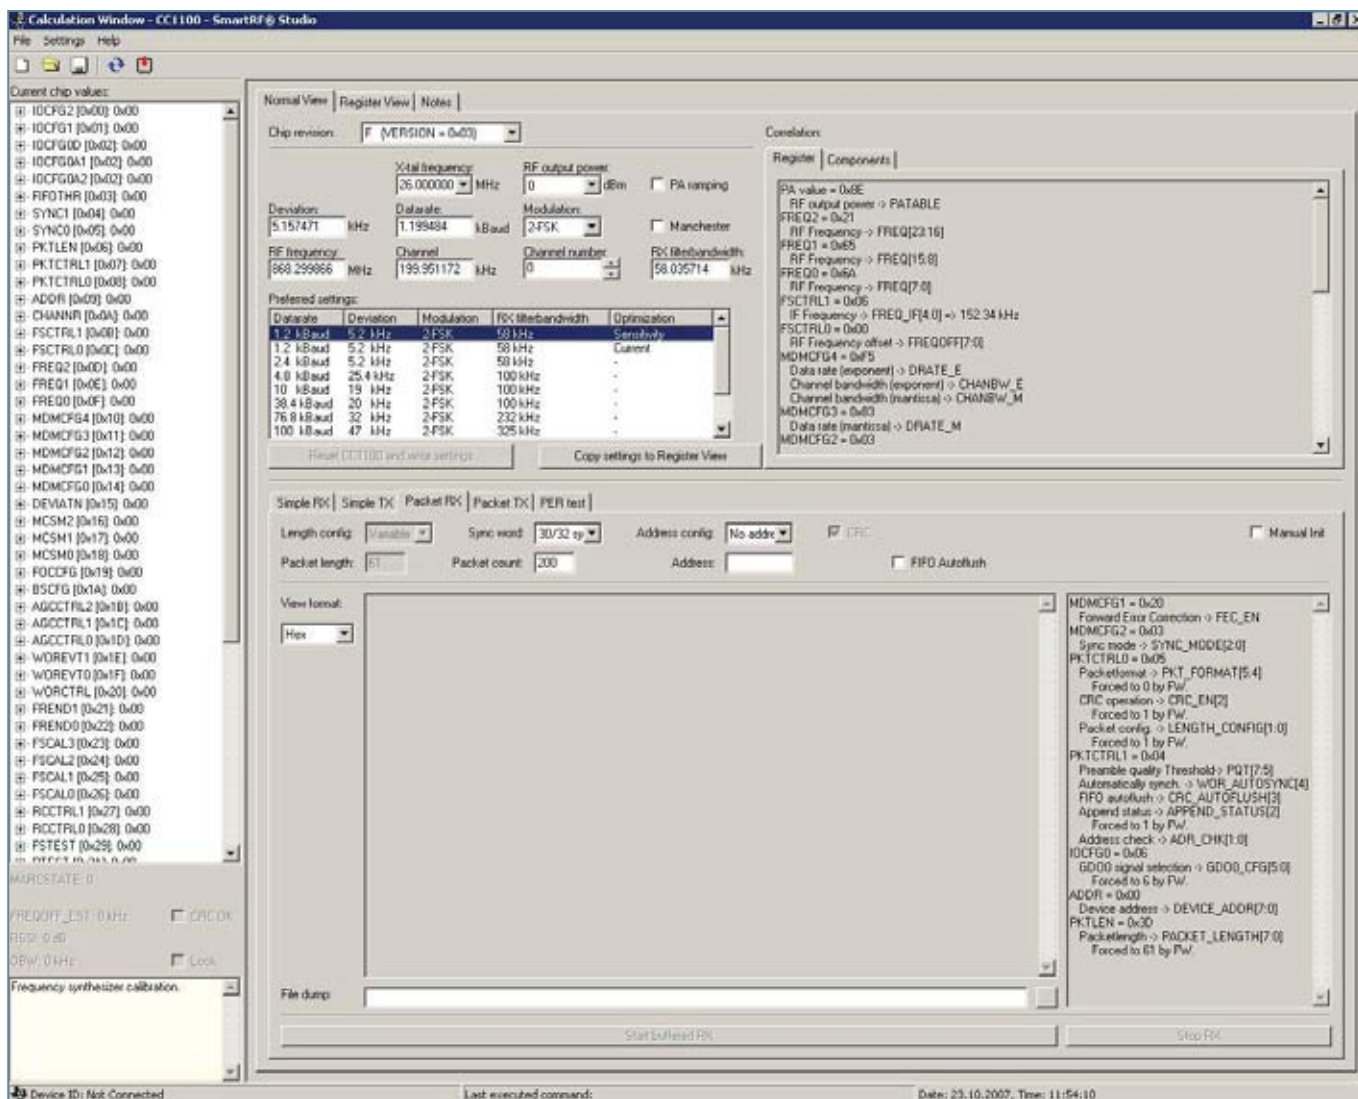 Calculation Window - CC1100 - SmartRF® Studio
File Settings Help
Current chip values:
IOCFG2 [0x00]: 0x00
IOCFG1 [0x01]: 0x00
IOCFG0D [0x02]: 0x00
IOCFG0A1 [0x02]: 0x00
IOCFG0A2 [0x02]: 0x00
FIFOTHR [0x03]: 0x00
SYNC1 [0x04]: 0x00
SYNC0 [0x05]: 0x00
PKTLEN [0x06]: 0x00
PKTCTRL1 [0x07]: 0x00
PKTCTRL0 [0x08]: 0x00
ADDR [0x09]: 0x00
CHANNR [0x0A]: 0x00
FSCTRL1 [0x0B]: 0x00
FSCTRL0 [0x0C]: 0x00
FREQ2 [0x0D]: 0x00
FREQ1 [0x0E]: 0x00
FREQ0 [0x0F]: 0x00
MDMCFG4 [0x10]: 0x00
MDMCFG3 [0x11]: 0x00
MDMCFG2 [0x12]: 0x00
MDMCFG1 [0x13]: 0x00
MDMCFG0 [0x14]: 0x00
DEVIATN [0x15]: 0x00
MCSM2 [0x16]: 0x00
MCSM1 [0x17]: 0x00
MCSM0 [0x18]: 0x00
FOCCFG [0x19]: 0x00
BSCFG [0x1A]: 0x00
AGCCTRL2 [0x1B]: 0x00
AGCCTRL1 [0x1C]: 0x00
AGCCTRL0 [0x1D]: 0x00
WOREVT1 [0x1E]: 0x00
WOREVT0 [0x1F]: 0x00
WORCTRL [0x20]: 0x00
FREND1 [0x21]: 0x00
FREND0 [0x22]: 0x00
FSCAL3 [0x23]: 0x00
FSCAL2 [0x24]: 0x00
FSCAL1 [0x25]: 0x00
FSCAL0 [0x26]: 0x00
RCCTRL1 [0x27]: 0x00
RCCTRL0 [0x28]: 0x00
FSTEST [0x29]: 0x00
MARCSTATE: 0
FREQOFF_EST: 0 kHz CRC OK
RSSI: 0 dB
OBW: 0 kHz Lock
Frequency synthesizer calibration.
Normal View Register View Notes
Chip revision: F (VERSION = 0x03)
X-tal frequency: RF output power:
26.000000 MHz 0 dBm PA ramping
Deviation: Datarate: Modulation:
5.157471 kHz 1.199484 kBaud 2-FSK Manchester
RF frequency: Channel Channel number: RX filterbandwidth:
868.299866 MHz 199.951172 kHz 0 58.035714 kHz
Preferred settings:
Datarate Deviation Modulation RX filterbandwidth Optimization
1.2 kBaud 5.2 kHz 2-FSK 58 kHz Sensitivity
1.2 kBaud 5.2 kHz 2-FSK 58 kHz Current
2.4 kBaud 5.2 kHz 2-FSK 58 kHz -
4.8 kBaud 25.4 kHz 2-FSK 100 kHz -
10 kBaud 19 kHz 2-FSK 100 kHz -
38.4 kBaud 20 kHz 2-FSK 100 kHz -
76.8 kBaud 32 kHz 2-FSK 232 kHz -
100 kBaud 47 kHz 2-FSK 325 kHz -
Reset CC1100 and write settings Copy settings to Register View
Correlation:
Register Components
PA value = 0x8E
RF output power -> PATABLE
FREQ2 = 0x21
RF Frequency -> FREQ[23:16]
FREQ1 = 0x65
RF Frequency -> FREQ[15:8]
FREQ0 = 0x6A
RF Frequency -> FREQ[7:0]
FSCTRL1 = 0x06
IF Frequency -> FREQ_IF[4:0] => 152.34 kHz
FSCTRL0 = 0x00
RF Frequency offset -> FREQOFF[7:0]
MDMCFG4 = 0xF5
Data rate (exponent) -> DRATE_E
Channel bandwidth (exponent) -> CHANBW_E
Channel bandwidth (mantissa) -> CHANBW_M
MDMCFG3 = 0x83
Data rate (mantissa) -> DRATE_M
MDMCFG2 = 0x03
Simple RX Simple TX Packet RX Packet TX PER test
Length config: Variable Sync word: 30/32 sy Address config: No addre CRC Manual Init
Packet length: 61 Packet count: 200 Address: FIFO Autoflush
View format:
Hex
MDMCFG1 = 0x20
Forward Error Correction -> FEC_EN
MDMCFG2 = 0x03
Sync mode -> SYNC_MODE[2:0]
PKTCTRL0 = 0x05
Packetformat -> PKT_FORMAT[5:4]
Forced to 0 by FW.
CRC operation -> CRC_EN[2]
Forced to 1 by FW.
Packet config. -> LENGTH_CONFIG[1:0]
Forced to 1 by FW.
PKTCTRL1 = 0x04
Preamble quality Threshold-> PQT[7:5]
Automatically synch. -> WOR_AUTOSYNC[4]
FIFO autoflush -> CRC_AUTOFLUSH[3]
Append status -> APPEND_STATUS[2]
Forced to 1 by FW.
Address check -> ADR_CHK[1:0]
IOCFG0 = 0x06
GDO0 signal selection -> GDO0_CFG[5:0]
Forced to 6 by FW.
ADDR = 0x00
Device address -> DEVICE_ADDR[7:0]
PKTLEN = 0x3D
Packetlength -> PACKET_LENGTH[7:0]
Forced to 61 by FW.
File dump:
Start buffered RX Stop RX
Device ID: Not Connected Last executed command: Date: 23.10.2007, Time: 11:54:10